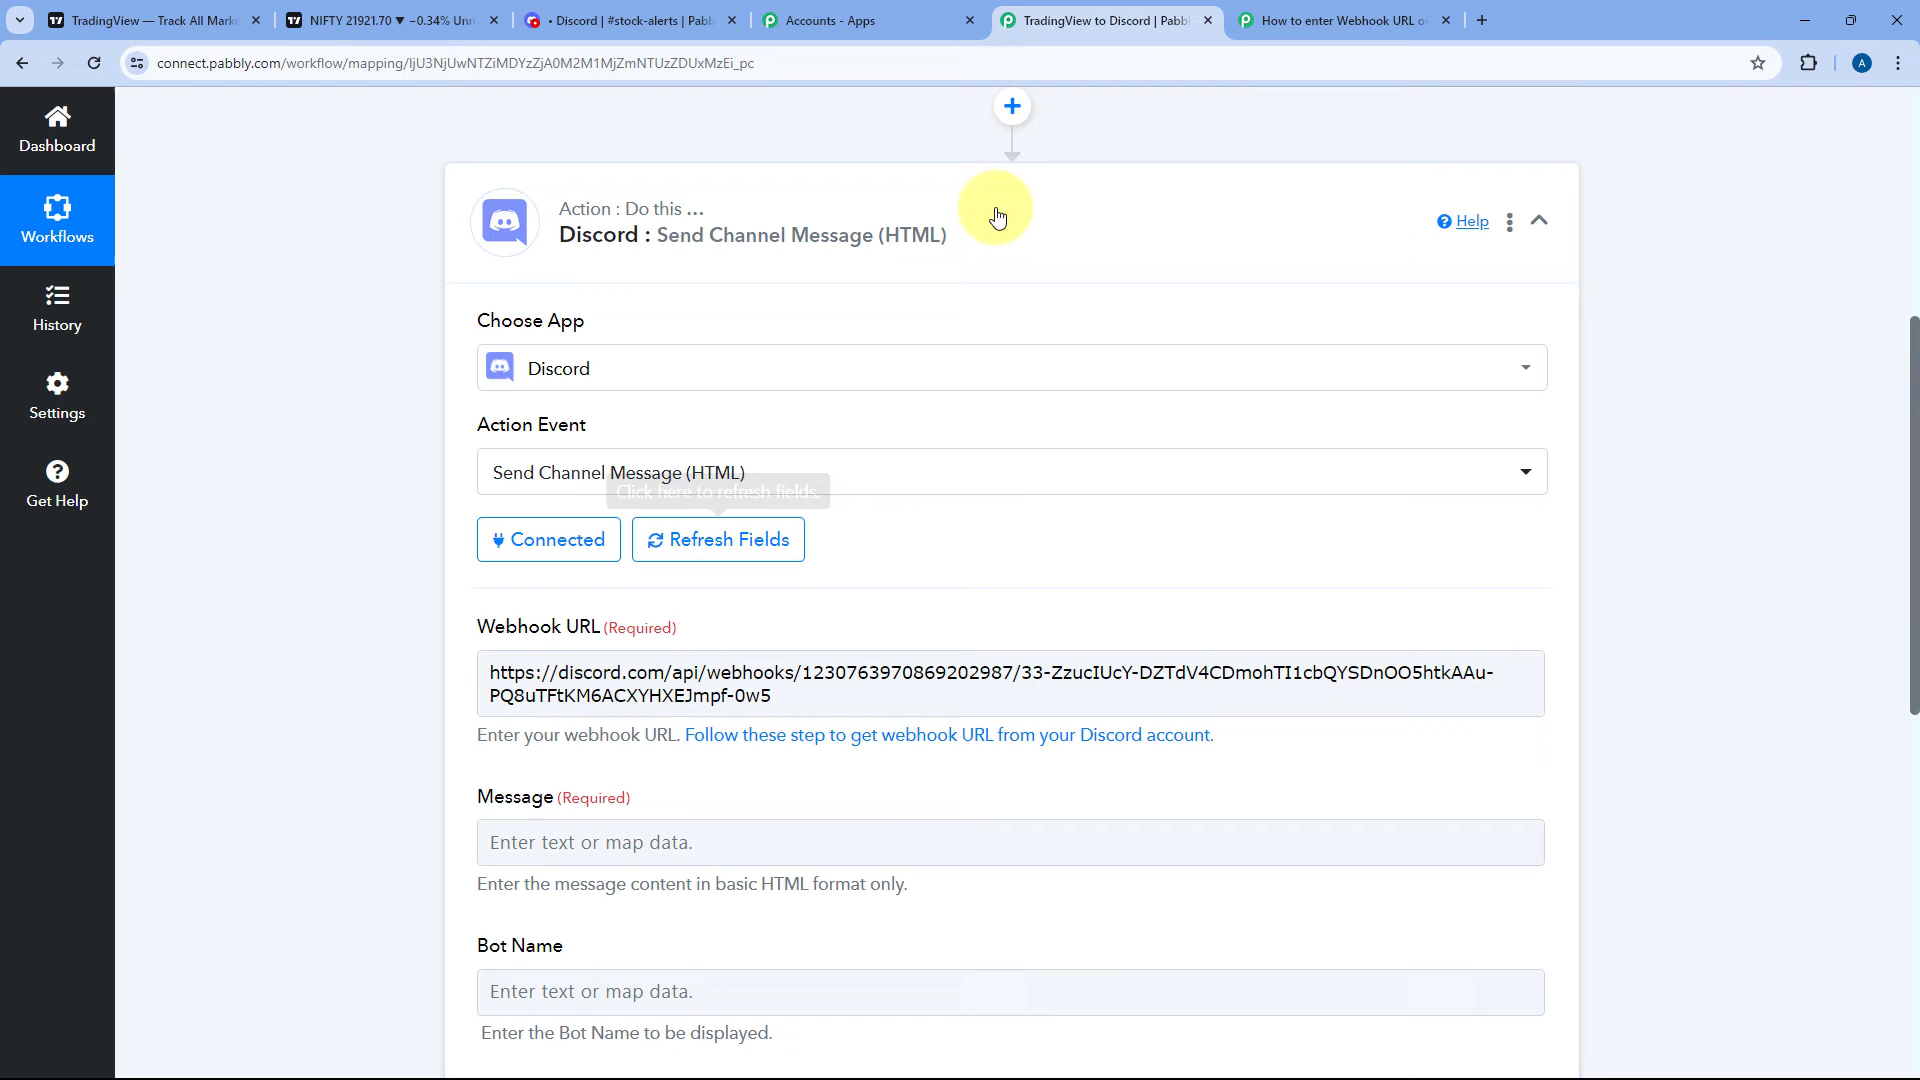 TradingView — Track All Mark
NIFTY 21921.70 ▼ −0.34% Unn
• Discord | #stock-alerts | Pabb
Accounts - Apps
TradingView to Discord | Pabbl
How to enter Webhook URL o
connect.pabbly.com/workflow/mapping/IjU3NjUwNTZiMDYzZjA0M2M1MjZmNTUzZDUxMzEi_pc
A
Dashboard
Workflows
History
Settings
Get Help
Action : Do this ...
Discord : Send Channel Message (HTML)
Help
Choose App
Discord
Action Event
Send Channel Message (HTML)
Click here to refresh fields.
Connected
Refresh Fields
Webhook URL (Required)
https://discord.com/api/webhooks/1230763970869202987/33-ZzucIUcY-DZTdV4CDmohTI1cbQYSDnOO5htkAAu-
PQ8uTFtKM6ACXYHXEJmpf-0w5
Enter your webhook URL. Follow these step to get webhook URL from your Discord account.
Message (Required)
Enter text or map data.
Enter the message content in basic HTML format only.
Bot Name
Enter text or map data.
Enter the Bot Name to be displayed.